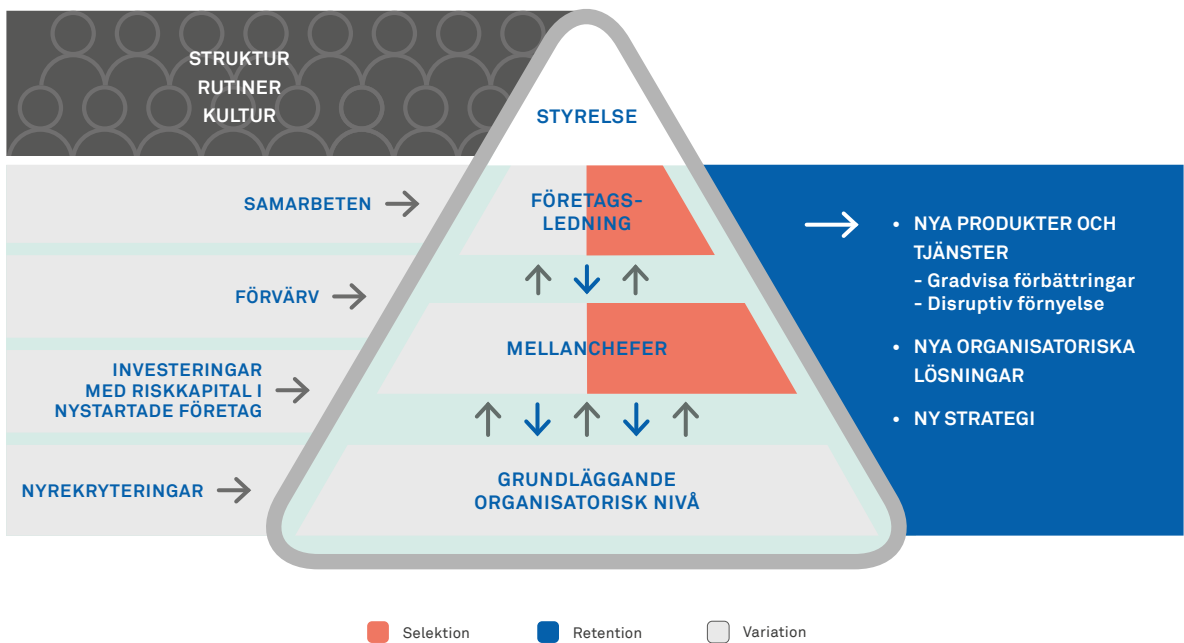 STRUKTUR
RUTINER
KULTUR
STYRELSE
SAMARBETEN
FÖRETAGS-
LEDNING
FÖRVÄRV
MELLANCHEFER
INVESTERINGAR
MED RISKKAPITAL I
NYSTARTADE FÖRETAG
NYREKRYTERINGAR
GRUNDLÄGGANDE
ORGANISATORISK NIVÅ
• NYA PRODUKTER OCH
TJÄNSTER
- Gradvisa förbättringar
- Disruptiv förnyelse
• NYA ORGANISATORISKA
LÖSNINGAR
• NY STRATEGI
Selektion
Retention
Variation